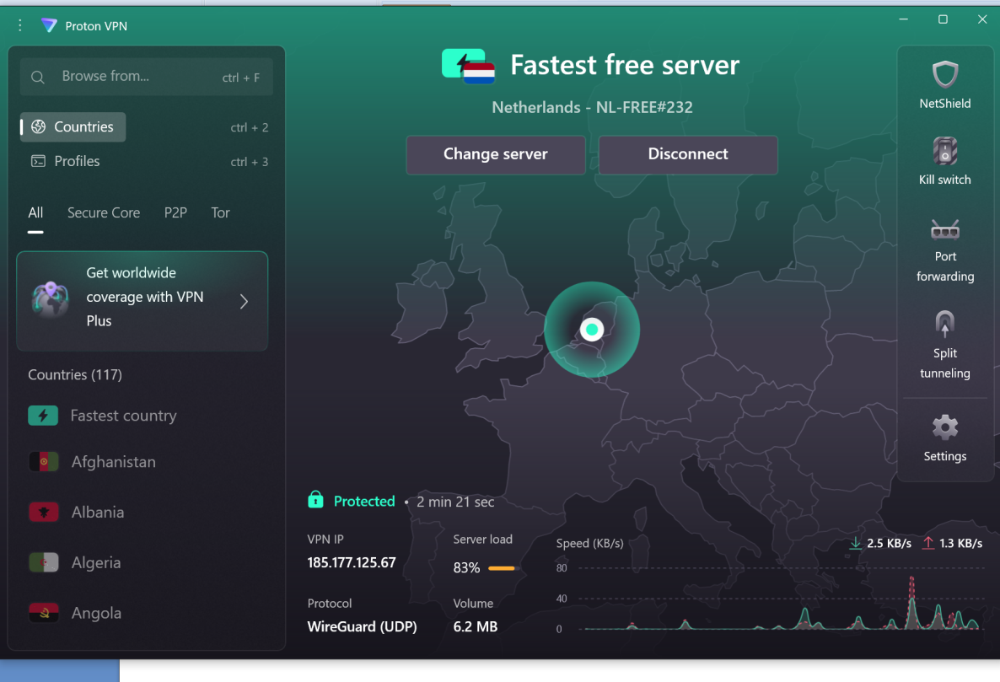 Proton VPN
Browse from...
ctrl + F
Countries
ctrl + 2
Profiles
ctrl + 3
All
Secure Core
P2P
Tor
Get worldwide
coverage with VPN
Plus
Countries (117)
Fastest country
Afghanistan
Albania
Algeria
Angola
Fastest free server
Netherlands - NL-FREE#232
Change server
Disconnect
Protected • 2 min 21 sec
VPN IP
185.177.125.67
Server load
83%
Protocol
WireGuard (UDP)
Volume
6.2 MB
Speed (KB/s)
2.5 KB/s
1.3 KB/s
80
40
0
NetShield
Kill switch
Port
forwarding
Split
tunneling
Settings